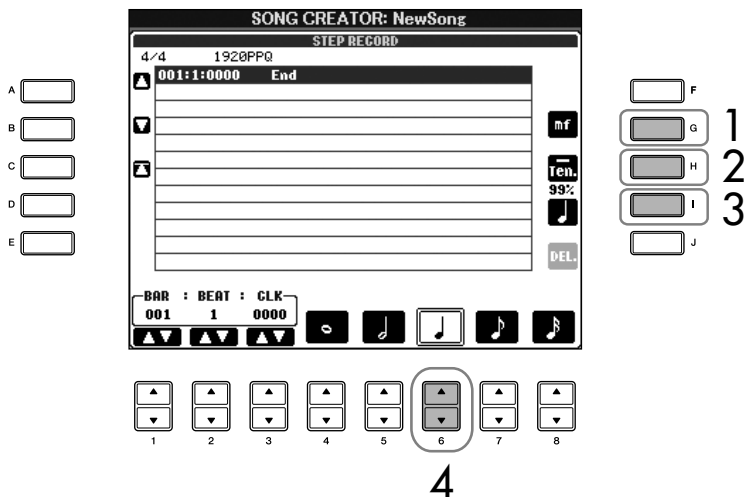 SONG CREATOR: NewSong
STEP RECORD
4/4 1920PPQ
001:1:0000 End
A
B
C
D
E
mf
Ten.
99%
DEL.
F
G
H
I
J
1
2
3
BAR : BEAT : CLK
001 1 0000
1 2 3 4 5 6 7 8
4